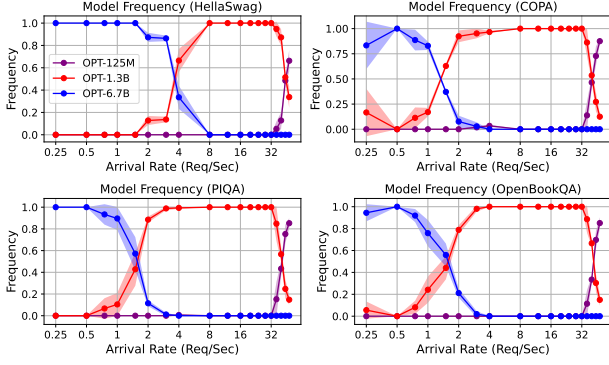 Model Frequency (HellaSwag)
1.0
0.8
0.6
0.4
0.2
0.0
Frequency
OPT-125M
OPT-1.3B
OPT-6.7B
0.25 0.5 1 2 4 8 16 32
Arrival Rate (Req/Sec)
Model Frequency (COPA)
1.00
0.75
0.50
0.25
0.00
Frequency
0.25 0.5 1 2 4 8 16 32
Arrival Rate (Req/Sec)
Model Frequency (PIQA)
1.0
0.8
0.6
0.4
0.2
0.0
Frequency
0.25 0.5 1 2 4 8 16 32
Arrival Rate (Req/Sec)
Model Frequency (OpenBookQA)
1.0
0.8
0.6
0.4
0.2
0.0
Frequency
0.25 0.5 1 2 4 8 16 32
Arrival Rate (Req/Sec)